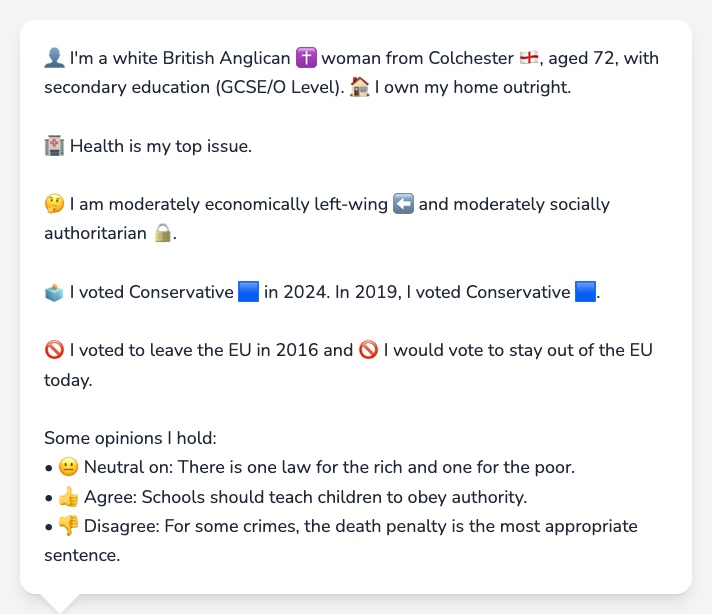 👤 I'm a white British Anglican ✝️ woman from Colchester 🏴󠁧󠁢󠁥󠁮󠁧󠁿, aged 72, with
secondary education (GCSE/O Level). 🏠 I own my home outright.
🏥 Health is my top issue.
🤔 I am moderately economically left-wing ⬅️ and moderately socially
authoritarian 🔒.
🗳️ I voted Conservative 🟦 in 2024. In 2019, I voted Conservative 🟦.
🚫 I voted to leave the EU in 2016 and 🚫 I would vote to stay out of the EU
today.
Some opinions I hold:
• 😐 Neutral on: There is one law for the rich and one for the poor.
• 👍 Agree: Schools should teach children to obey authority.
• 👎 Disagree: For some crimes, the death penalty is the most appropriate
sentence.